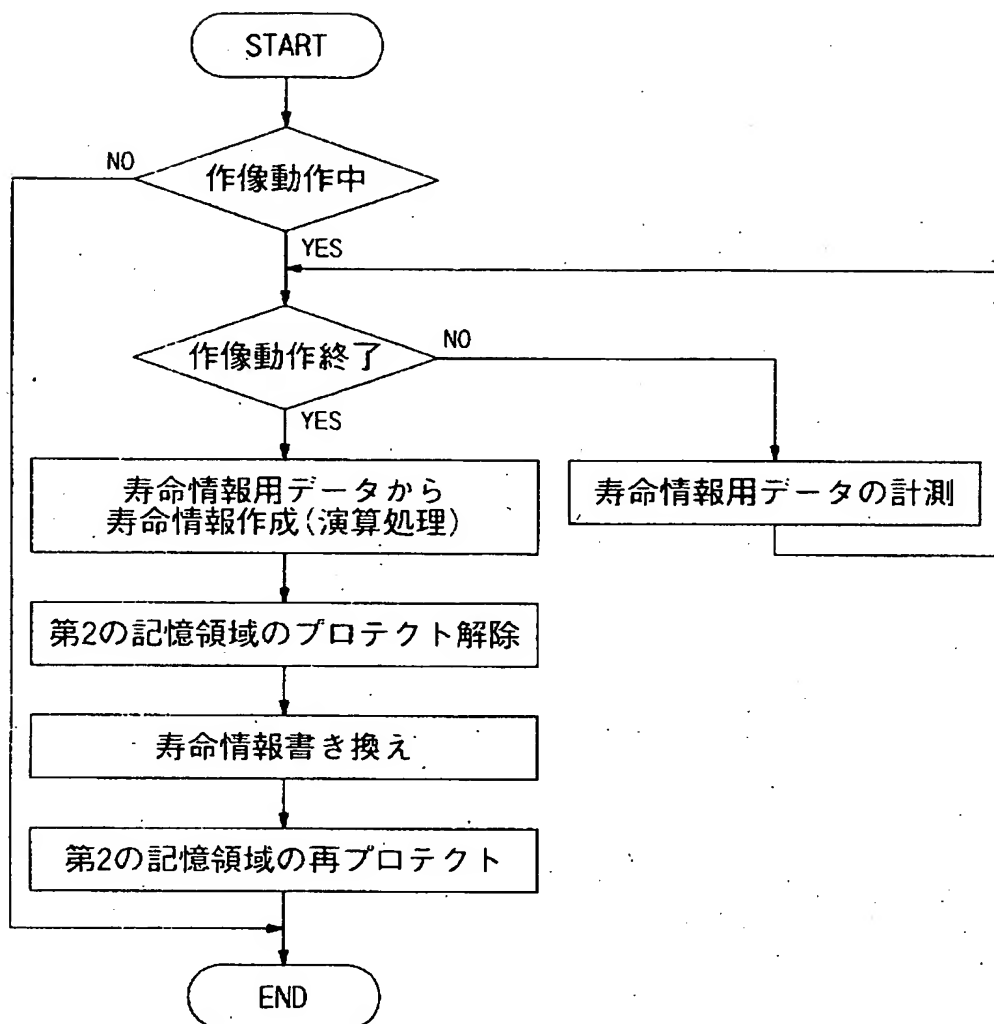 START
NO
作像動作中
YES
作像動作終了
NO
YES
寿命情報用データから
寿命情報作成(演算処理)
寿命情報用データの計測
第2の記憶領域のプロテクト解除
寿命情報書き換え
第2の記憶領域の再プロテクト
END